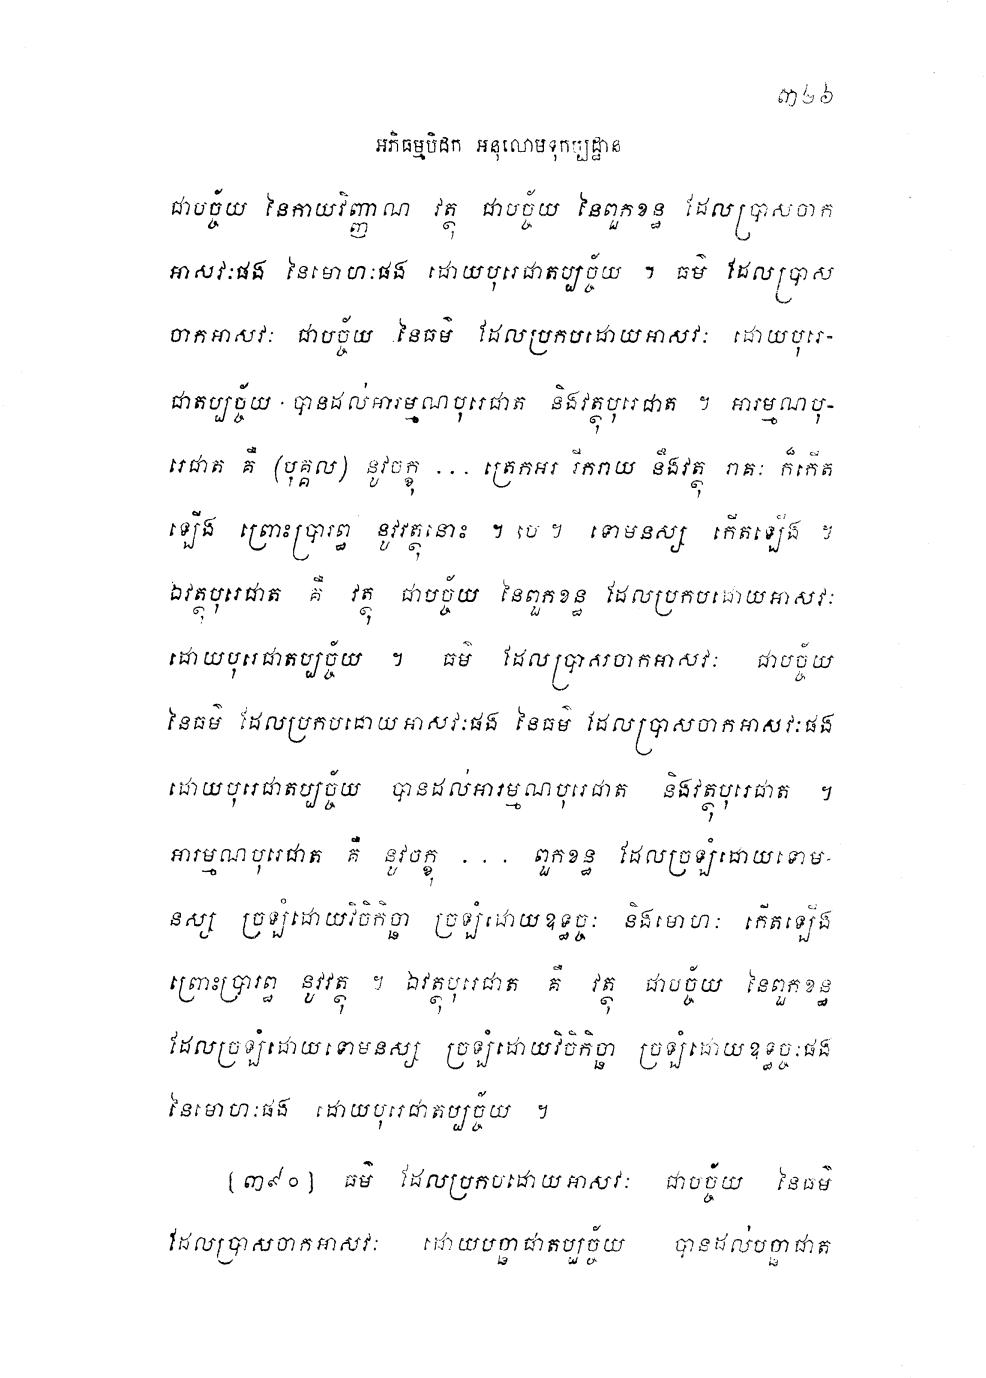 ៣២៦
អភិធម្មបិដក អនុលោមទុកប្បដ្ឋាន
ជាបច្ច័យ នៃកាយវិញ្ញាណ វត្ថុ ជាបច្ច័យ នៃពួកខន្ធ ដែលប្រាសចាក
អាសវៈផង នៃមោហៈផង ដោយបុរេជាតប្បច្ច័យ ។ ធម៌ ដែលប្រាស
ចាកអាសវៈ ជាបច្ច័យ នៃធម៌ ដែលប្រកបដោយអាសវៈ ដោយបុរេ-
ជាតប្បច្ច័យ បានដល់អារម្មណបុរេជាត និងវត្ថុបុរេជាត ។ អារម្មណបុ-
រេជាត គឺ (បុគ្គល) នូវចក្ខុ ... ត្រេកអរ រីករាយ នឹងវត្ថុ រាគៈ ក៏កើត
ឡើង ព្រោះប្រារព្ធ នូវវត្ថុនោះ ។ បេ ។ ទោមនស្ស កើតឡើង ។
ឯវត្ថុបុរេជាត គឺ វត្ថុ ជាបច្ច័យ នៃពួកខន្ធ ដែលប្រកបដោយអាសវៈ
ដោយបុរេជាតប្បច្ច័យ ។ ធម៌ ដែលប្រាសចាកអាសវៈ ជាបច្ច័យ
នៃធម៌ ដែលប្រកបដោយអាសវៈផង នៃធម៌ ដែលប្រាសចាកអាសវៈផង
ដោយបុរេជាតប្បច្ច័យ បានដល់អារម្មណបុរេជាត និងវត្ថុបុរេជាត ។
អារម្មណបុរេជាត គឺ នូវចក្ខុ ... ពួកខន្ធ ដែលច្រឡំដោយទោម-
នស្ស ច្រឡំដោយវិចិកិច្ឆា ច្រឡំដោយឧទ្ធច្ចៈ និងមោហៈ កើតឡើង
ព្រោះប្រារព្ធ នូវវត្ថុ ។ ឯវត្ថុបុរេជាត គឺ វត្ថុ ជាបច្ច័យ នៃពួកខន្ធ
ដែលច្រឡំដោយទោមនស្ស ច្រឡំដោយវិចិកិច្ឆា ច្រឡំដោយឧទ្ធច្ចៈផង
នៃមោហៈផង ដោយបុរេជាតប្បច្ច័យ ។
[៣៩០] ធម៌ ដែលប្រកបដោយអាសវៈ ជាបច្ច័យ នៃធម៌
ដែលប្រាសចាកអាសវៈ ដោយបច្ឆាជាតប្បច្ច័យ បានដល់បច្ឆាជាត